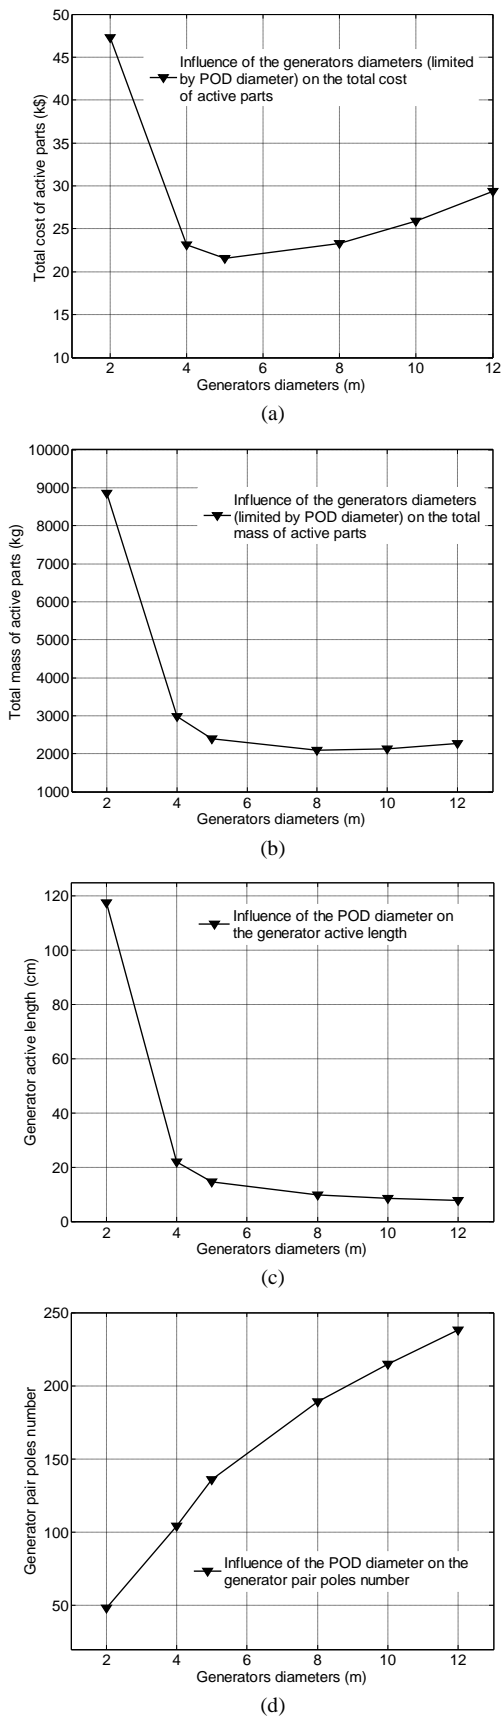 50
45
40
35
30
25
20
15
10
Total cost of active parts (k$)
Influence of the generators diameters (limited
by POD diameter) on the total cost
of active parts
2 4 6 8 10 12
Generators diameters (m)
(a)
10000
9000
8000
7000
6000
5000
4000
3000
2000
1000
Total mass of active parts (kg)
Influence of the generators diameters
(limited by POD diameter) on the total
mass of active parts
2 4 6 8 10 12
Generators diameters (m)
(b)
120
100
80
60
40
20
0
Generator active length (cm)
Influence of the POD diameter on
the generator active length
2 4 6 8 10 12
Generators diameters (m)
(c)
250
200
150
100
50
Generator pair poles number
Influence of the POD diameter on the
generator pair poles number
2 4 6 8 10 12
Generators diameters (m)
(d)